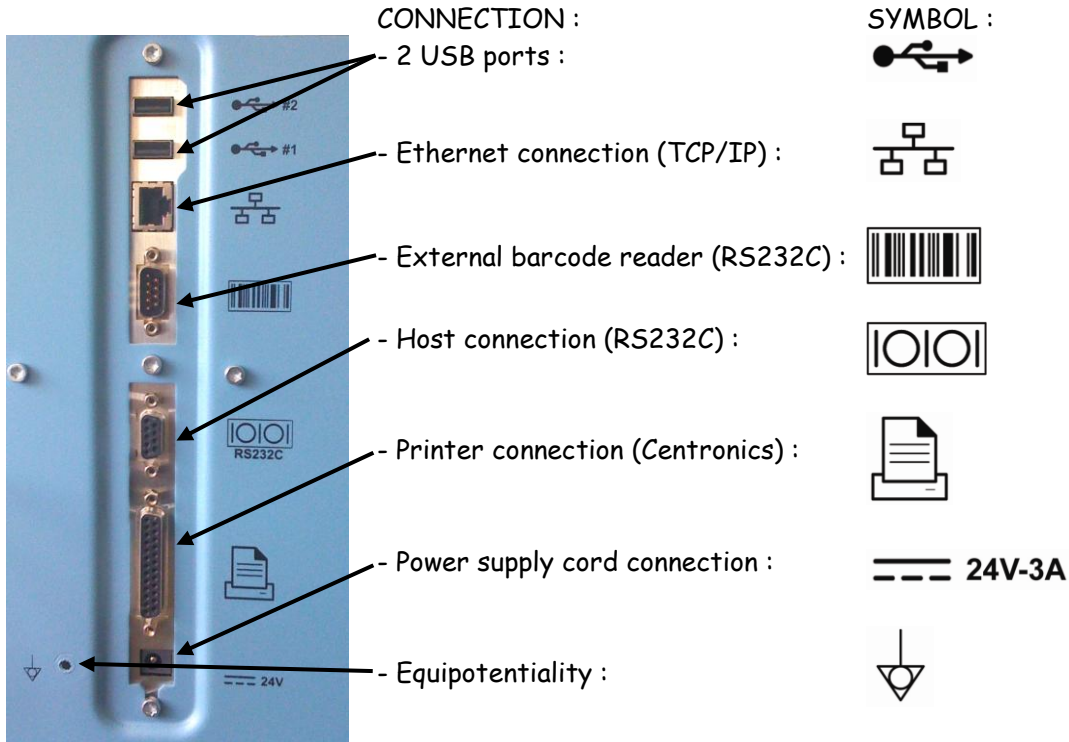 CONNECTION :
SYMBOL :
- 2 USB ports :
#2
#1
- Ethernet connection (TCP/IP) :
- External barcode reader (RS232C) :
- Host connection (RS232C) :
|O|O|
|O|O|
RS232C
- Printer connection (Centronics) :
- Power supply cord connection :
24V-3A
- Equipotentiality :
24V